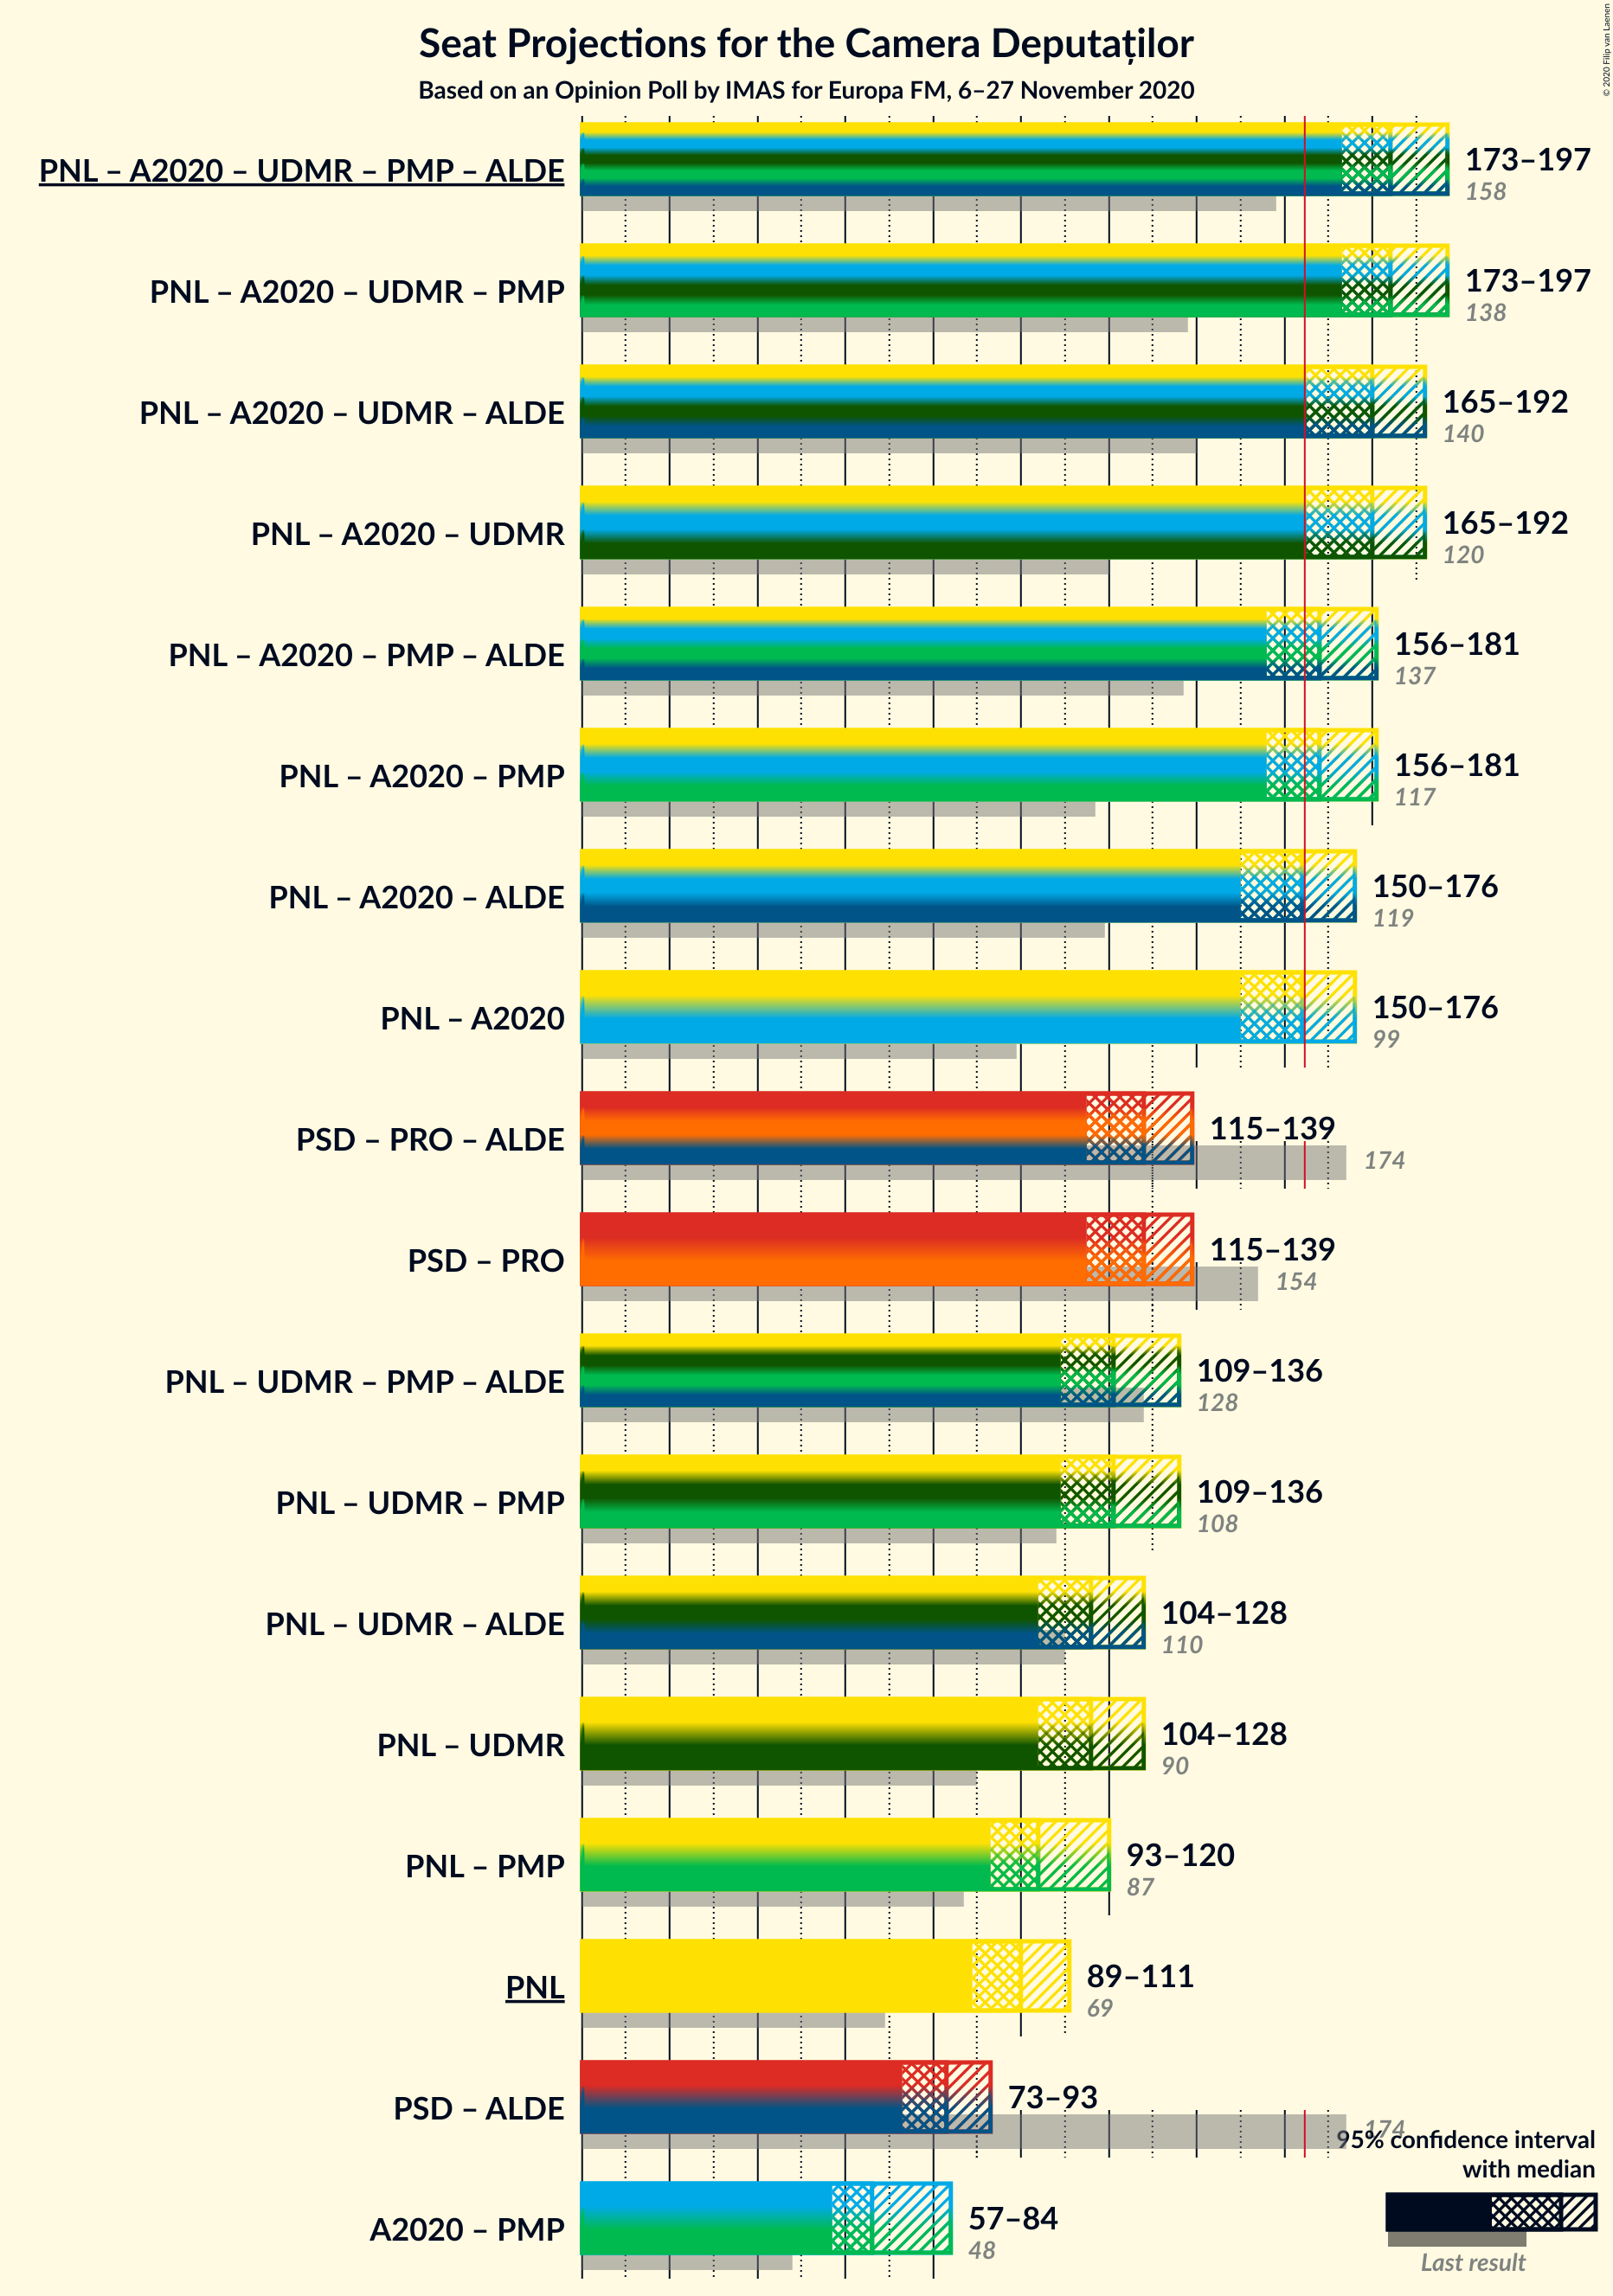 Seat Projections for the Camera Deputaților
Based on an Opinion Poll by IMAS for Europa FM, 6–27 November 2020
© 2020 Filip van Laenen
PNL – A2020 – UDMR – PMP – ALDE
173–197
158
PNL – A2020 – UDMR – PMP
173–197
138
PNL – A2020 – UDMR – ALDE
165–192
140
PNL – A2020 – UDMR
165–192
120
PNL – A2020 – PMP – ALDE
156–181
137
PNL – A2020 – PMP
156–181
117
PNL – A2020 – ALDE
150–176
119
PNL – A2020
150–176
99
PSD – PRO – ALDE
115–139
174
PSD – PRO
115–139
154
PNL – UDMR – PMP – ALDE
109–136
128
PNL – UDMR – PMP
109–136
108
PNL – UDMR – ALDE
104–128
110
PNL – UDMR
104–128
90
PNL – PMP
93–120
87
PNL
89–111
69
PSD – ALDE
73–93
174
A2020 – PMP
57–84
48
95% confidence interval
with median
Last result